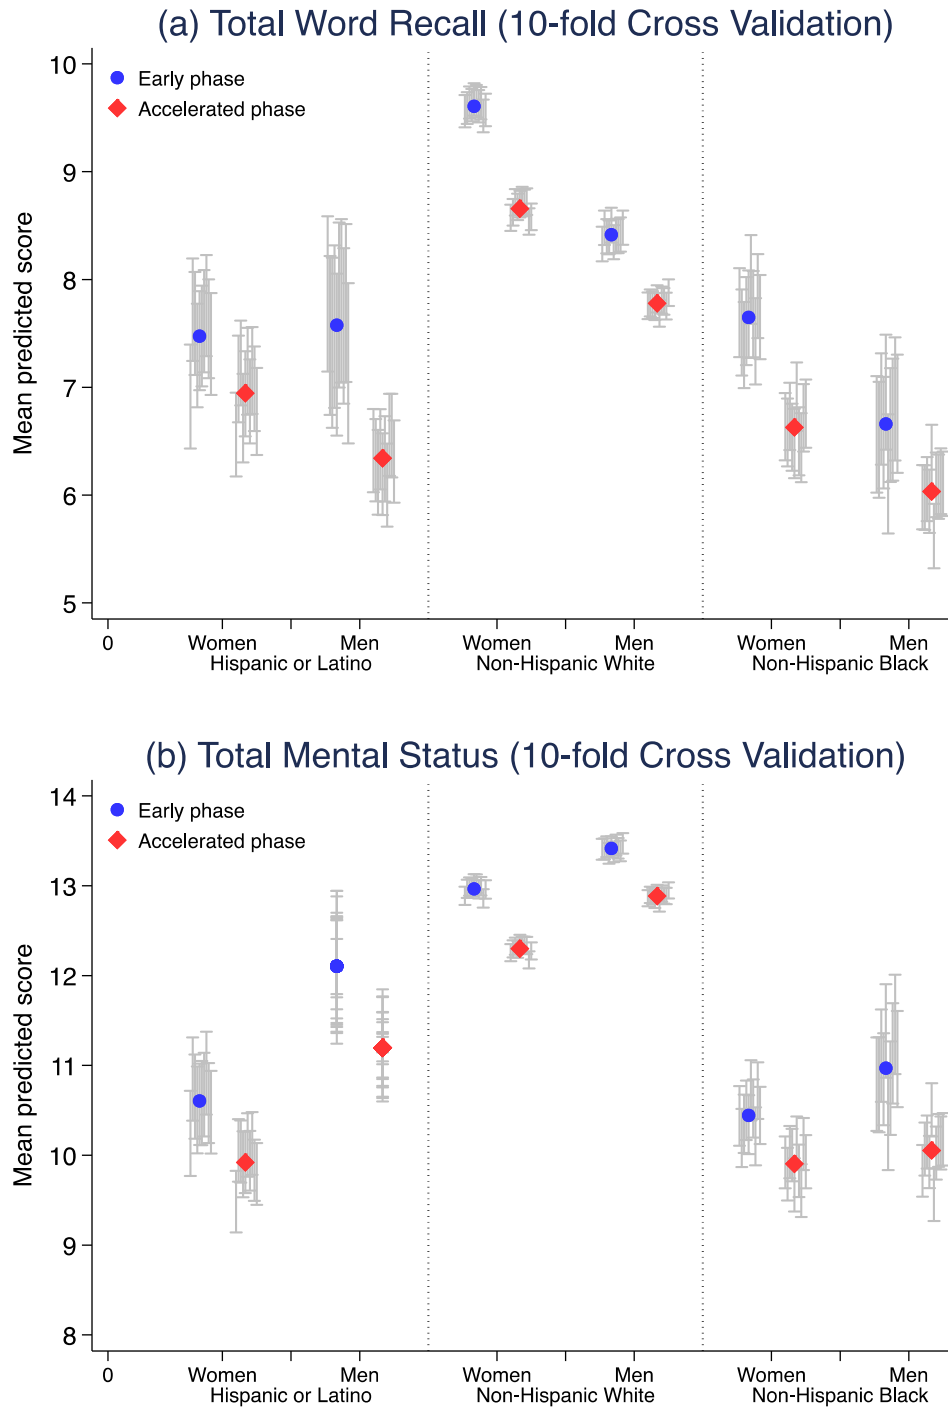 (a) Total Word Recall (10-fold Cross Validation)
Early phase
Accelerated phase
Mean predicted score
10
9
8
7
6
5
0
Women Men Women Men Women Men
Hispanic or Latino Non-Hispanic White Non-Hispanic Black
(b) Total Mental Status (10-fold Cross Validation)
Early phase
Accelerated phase
Mean predicted score
14
13
12
11
10
9
8
0
Women Men Women Men Women Men
Hispanic or Latino Non-Hispanic White Non-Hispanic Black